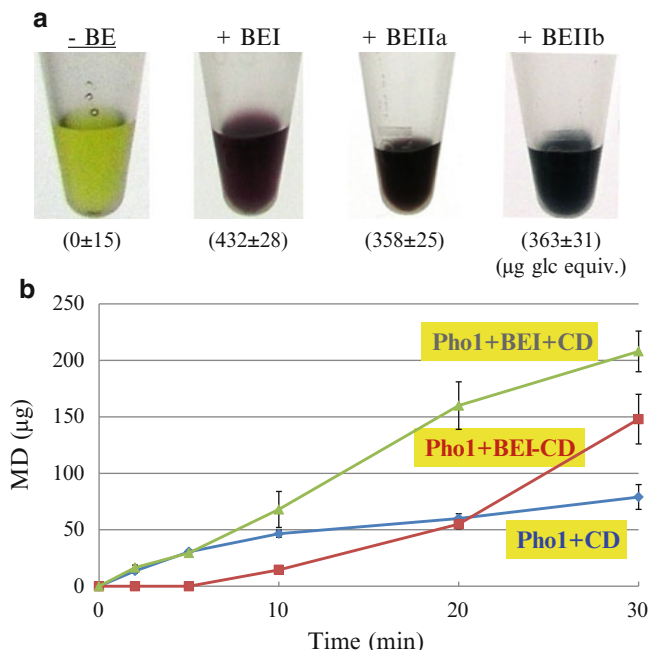 a
- BE
+ BEI
+ BEIIa
+ BEIIb
(0±15)
(432±28)
(358±25)
(363±31)
(µg glc equiv.)
b
250
200
150
100
50
0
MD (µg)
Pho1+BEI+CD
Pho1+BEI-CD
Pho1+CD
0
10
20
30
Time (min)